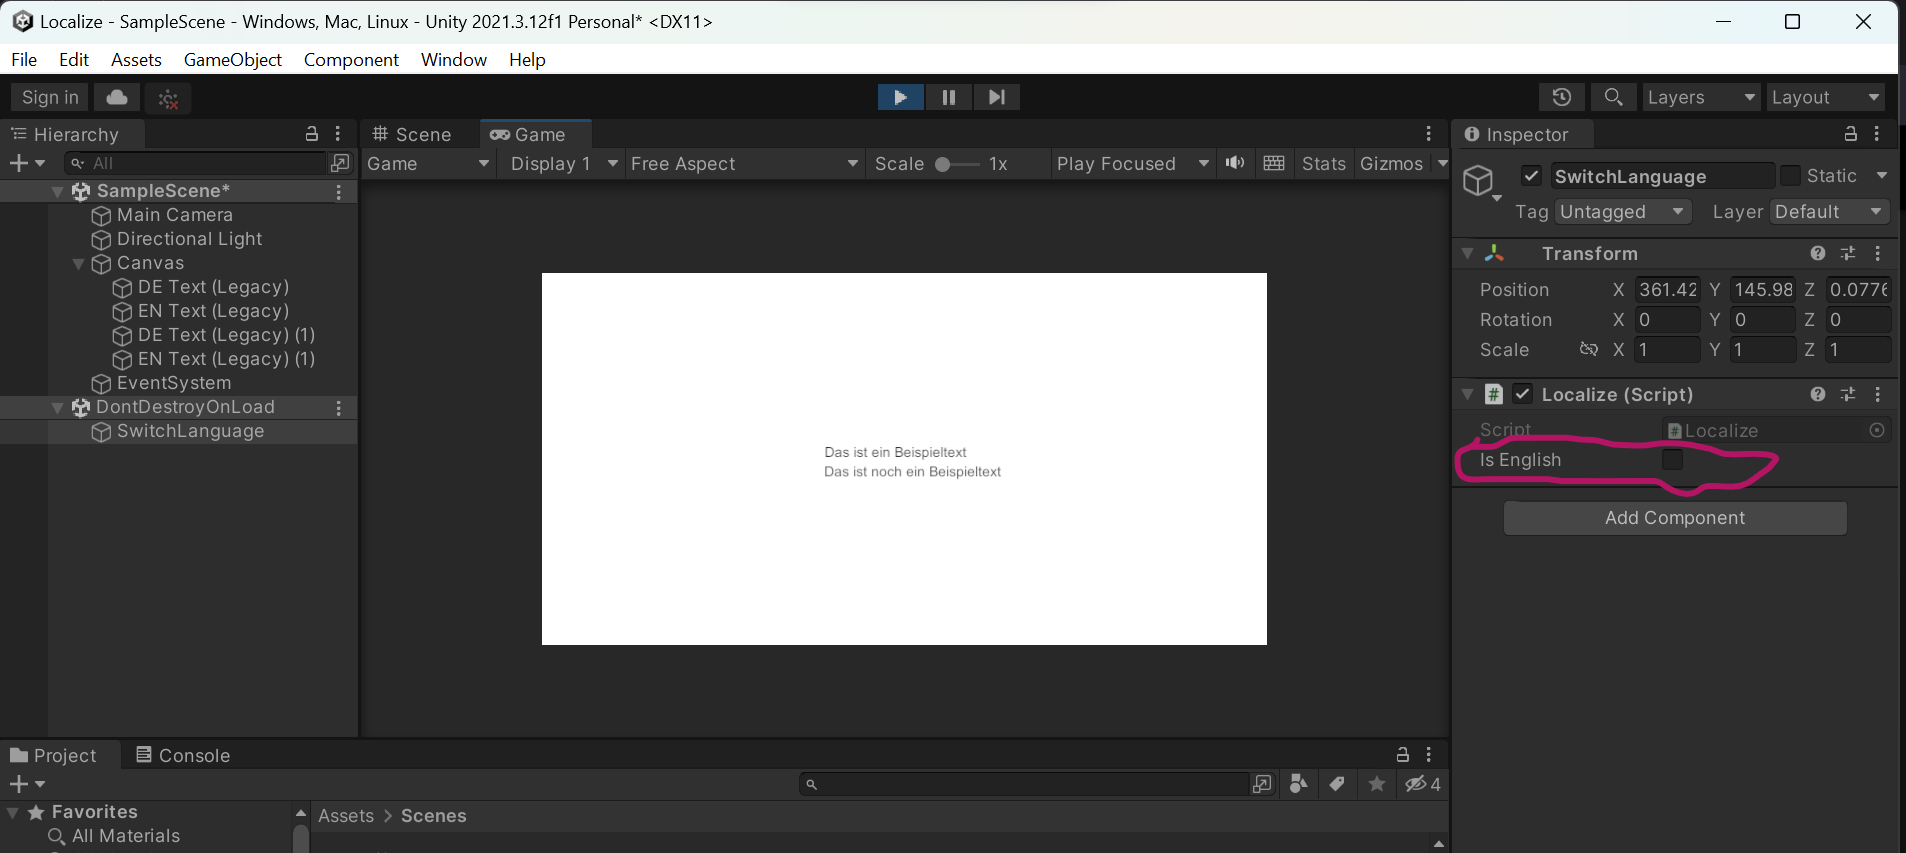 Localize - SampleScene - Windows, Mac, Linux - Unity 2021.3.12f1 Personal* <DX11>
File Edit Assets GameObject Component Window Help
Sign in
Layers
Layout
Hierarchy
All
SampleScene*
Main Camera
Directional Light
Canvas
DE Text (Legacy)
EN Text (Legacy)
DE Text (Legacy) (1)
EN Text (Legacy) (1)
EventSystem
DontDestroyOnLoad
SwitchLanguage
Scene Game
Game Display 1 Free Aspect Scale 1x Play Focused Stats Gizmos
Das ist ein Beispieltext
Das ist noch ein Beispieltext
Inspector
SwitchLanguage Static
Tag Untagged Layer Default
Transform
Position X 361.42 Y 145.98 Z 0.0776
Rotation X 0 Y 0 Z 0
Scale X 1 Y 1 Z 1
Localize (Script)
Script Localize
Is English
Add Component
Project Console
4
Favorites
All Materials
Assets > Scenes